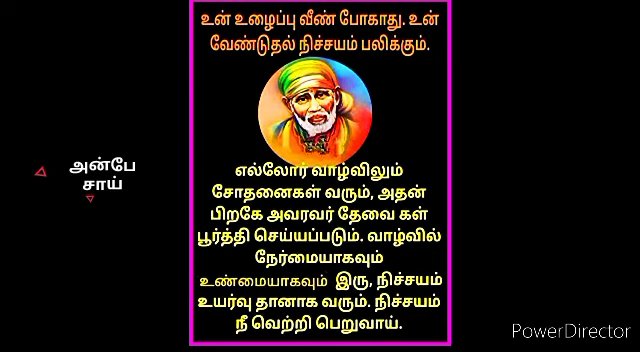 உன் உழைப்பு வீண் போகாது. உன்
வேண்டுதல் நிச்சயம் பலிக்கும்.
அன்பே
சாய்
எல்லோர் வாழ்விலும்
சோதனைகள் வரும், அதன்
பிறகே அவரவர் தேவை கள்
பூர்த்தி செய்யப்படும். வாழ்வில்
நேர்மையாகவும்
உண்மையாகவும் இரு, நிச்சயம்
உயர்வு தானாக வரும். நிச்சயம்
நீ வெற்றி பெறுவாய்.
PowerDirector